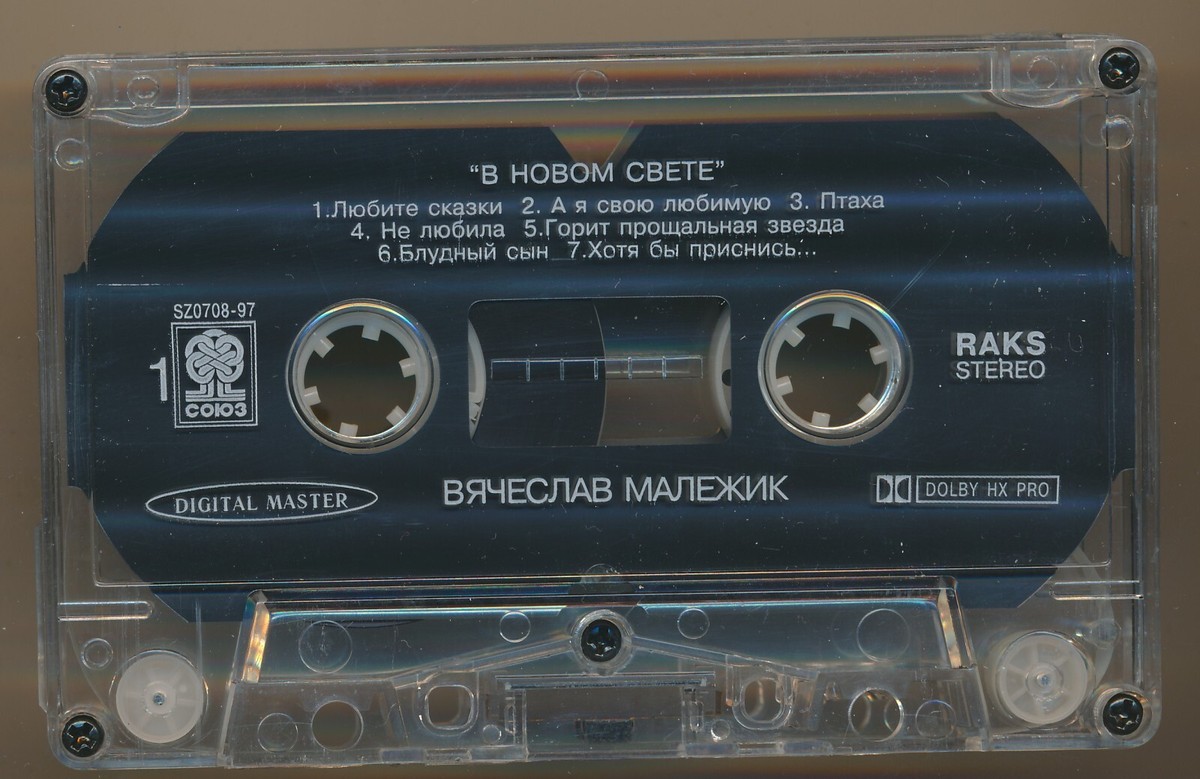 “В НОВОМ СВЕТЕ”
1.Любите сказки 2. А я свою любимую 3. Птаха
4. Не любила 5.Горит прощальная звезда
6.Блудный сын 7.Хотя бы приснись...
SZ0708-97
1
СОЮЗ
RAKS
STEREO
DIGITAL MASTER
ВЯЧЕСЛАВ МАЛЕЖИК
DOLBY HX PRO